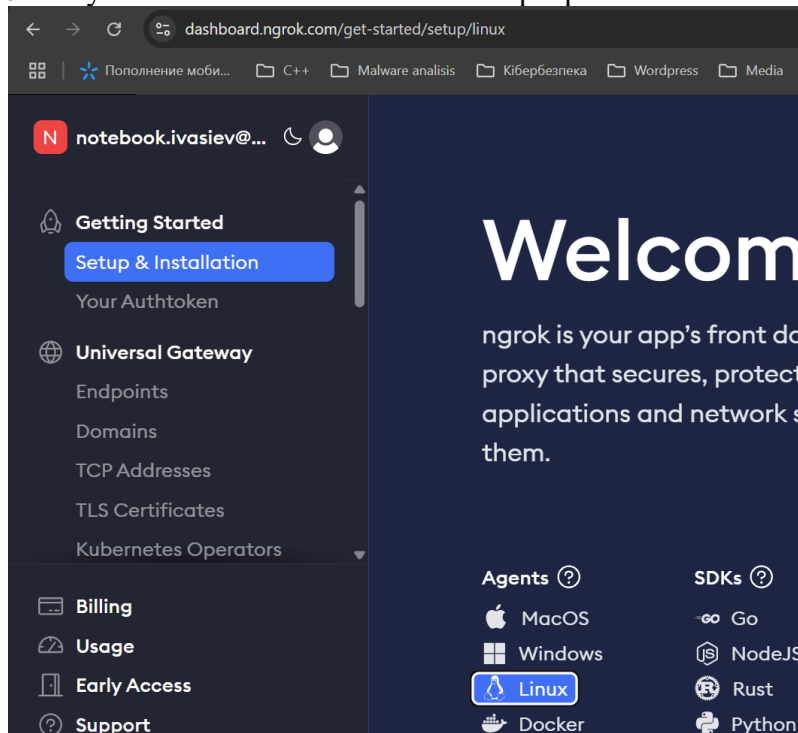 dashboard.ngrok.com/get-started/setup/linux
Пополнение моби... C++ Malware analisis Кібербезпека Wordpress Media
N notebook.ivasiev@...
Getting Started
Setup & Installation
Your Authtoken
Universal Gateway
Endpoints
Domains
TCP Addresses
TLS Certificates
Kubernetes Operators
Billing
Usage
Early Access
Support
Welcom
ngrok is your app's front do
proxy that secures, protect
applications and network s
them.
Agents ? SDKs ?
MacOS GO Go
Windows JS NodeJS
Linux R Rust
Docker Python